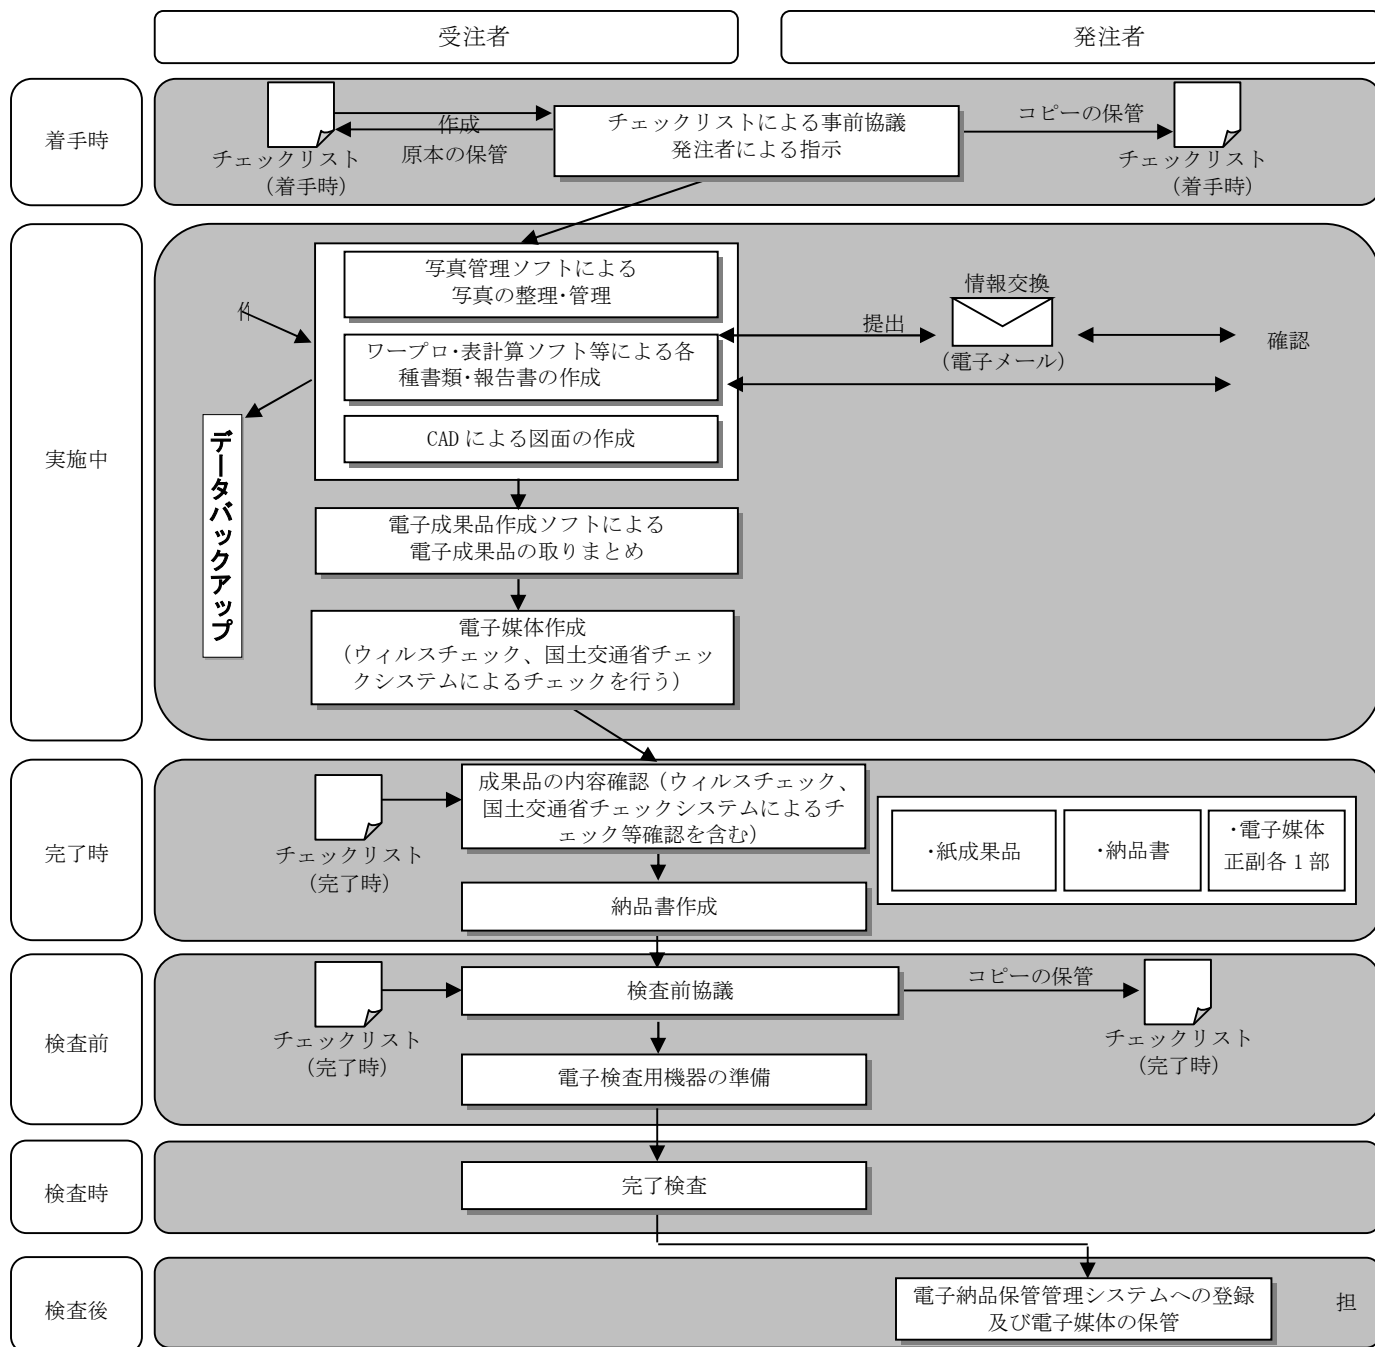 受注者
発注者
着手時
作成
原本の保管
チェックリスト
（着手時）
チェックリストによる事前協議
発注者による指示
コピーの保管
チェックリスト
（着手時）
実施中
写真管理ソフトによる
写真の整理･管理
ワープロ･表計算ソフト等による各
種書類･報告書の作成
CADによる図面の作成
提出
情報交換
（電子メール）
確認
データバックアップ
電子成果品作成ソフトによる
電子成果品の取りまとめ
電子媒体作成
（ウィルスチェック、国土交通省チェッ
クシステムによるチェックを行う）
完了時
チェックリスト
（完了時）
成果品の内容確認（ウィルスチェック、
国土交通省チェックシステムによるチ
ェック等確認を含む）
納品書作成
･紙成果品
･納品書
･電子媒体
正副各1部
検査前
チェックリスト
（完了時）
検査前協議
コピーの保管
チェックリスト
（完了時）
電子検査用機器の準備
検査時
完了検査
検査後
電子納品保管管理システムへの登録
及び電子媒体の保管
担